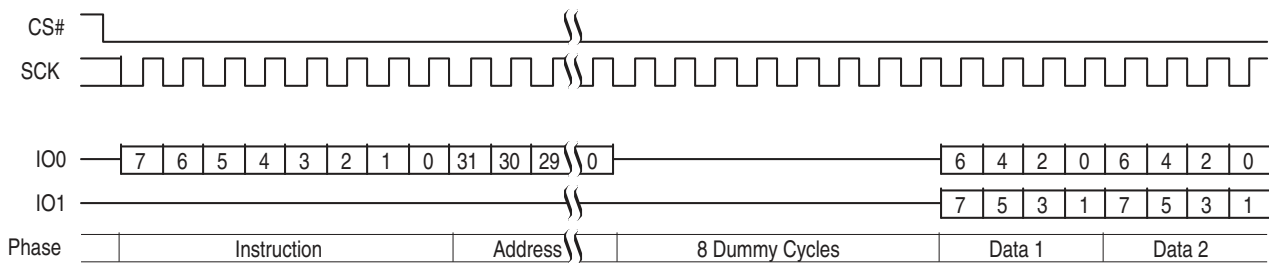 CS#
SCK
IO0 7 6 5 4 3 2 1 0 31 30 29 0 6 4 2 0 6 4 2 0
IO1 7 5 3 1 7 5 3 1
Phase Instruction Address 8 Dummy Cycles Data 1 Data 2